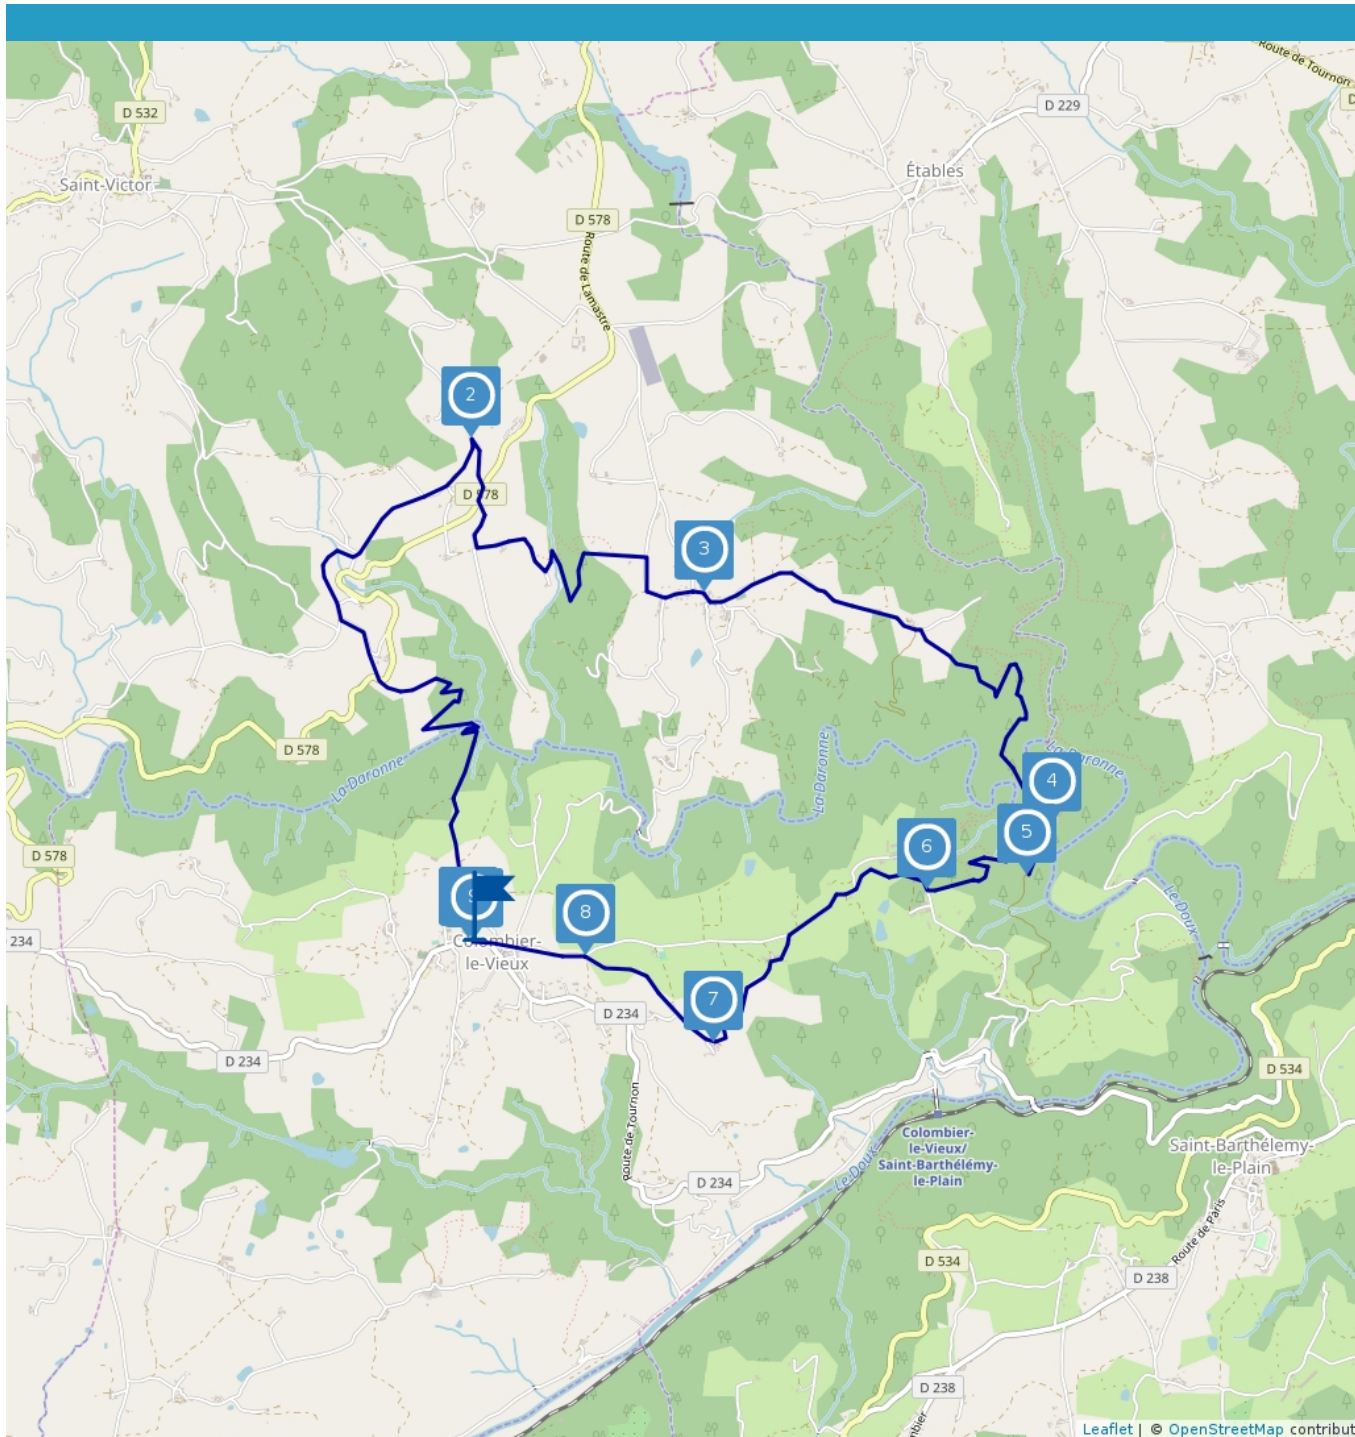 Route de Tournon
D 532
D 229
D
Saint-Victor
Étables
D 578
Route de Lamastre
2
D 578
3
La Daronne
La Daronne
La Daronne
D 578
4
5
6
D 578
Le Doux
9
8
234
Colombier-
le-Vieux
7
D 234
D 234
D 534
Route de Tournon
Colombier-
le-Vieux/
Saint-Barthélémy-
le-Plain
Saint-Barthélemy-
le-Plain
Le Doux
D 234
Route de Paris
D 534
D 238
D 238
mbier
Leaflet | © OpenStreetMap contribut